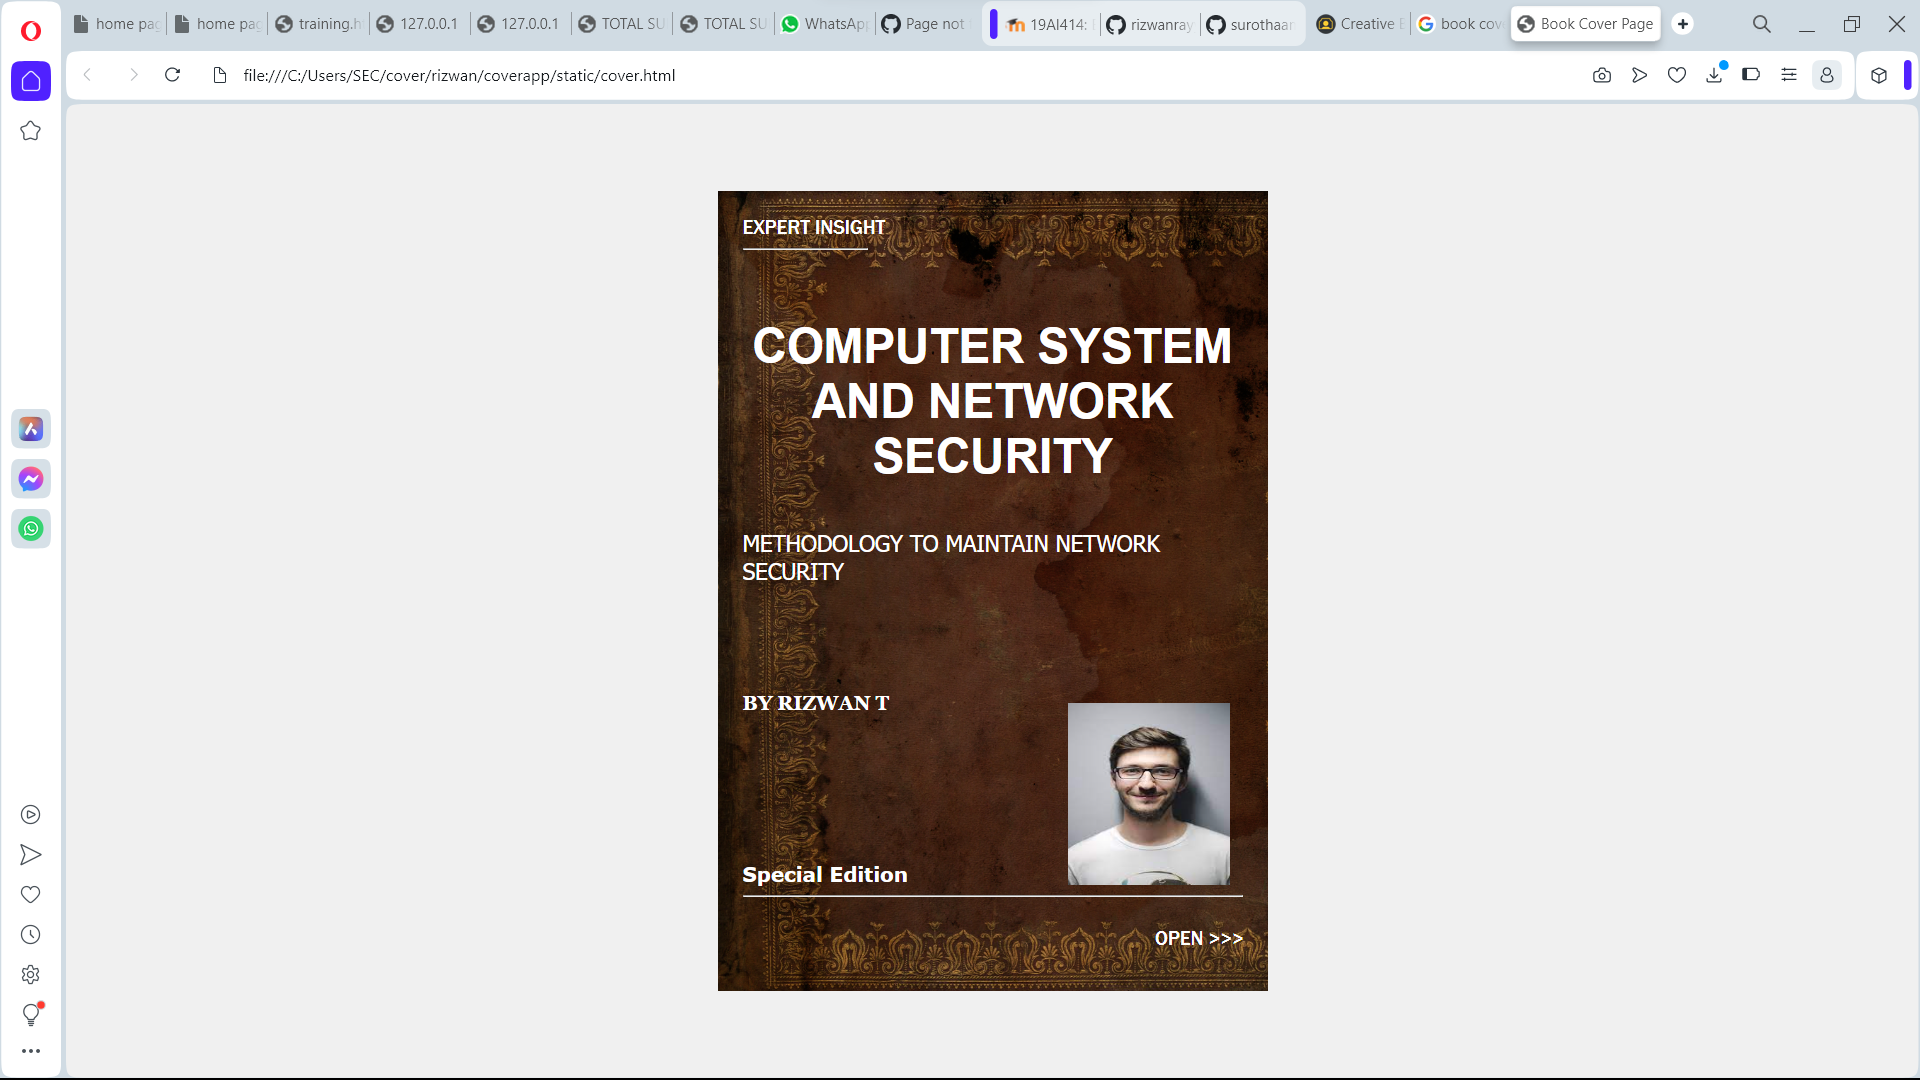 home pag
home pag
training.h
127.0.0.1
127.0.0.1
TOTAL SU
TOTAL SU
WhatsApp
Page not
19AI414:
rizwanray
surothaar
Creative
book cov
Book Cover Page
file:///C:/Users/SEC/cover/rizwan/coverapp/static/cover.html
EXPERT INSIGHT
COMPUTER SYSTEM
AND NETWORK
SECURITY
METHODOLOGY TO MAINTAIN NETWORK
SECURITY
BY RIZWAN T
Special Edition
OPEN >>>